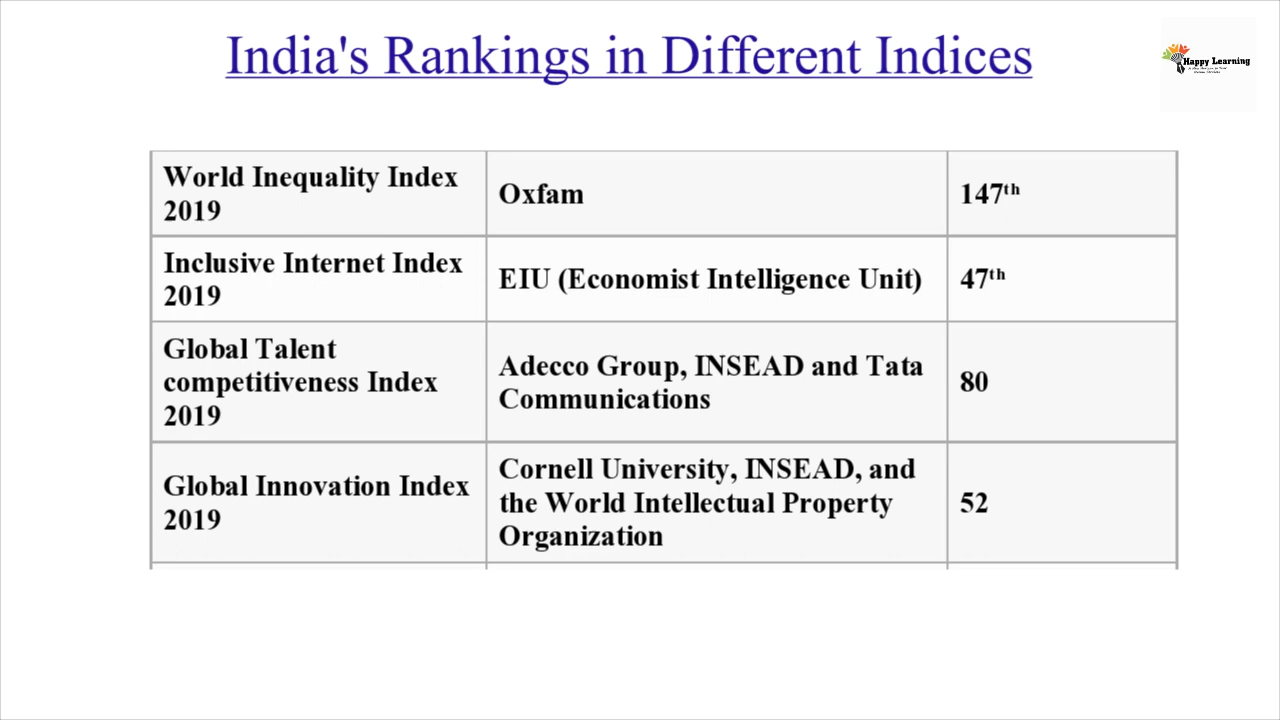 India's Rankings in Different Indices
Happy Learning
World Inequality Index
2019
Oxfam
147th
Inclusive Internet Index
2019
EIU (Economist Intelligence Unit)
47th
Global Talent
competitiveness Index
2019
Adecco Group, INSEAD and Tata
Communications
80
Global Innovation Index
2019
Cornell University, INSEAD, and
the World Intellectual Property
Organization
52